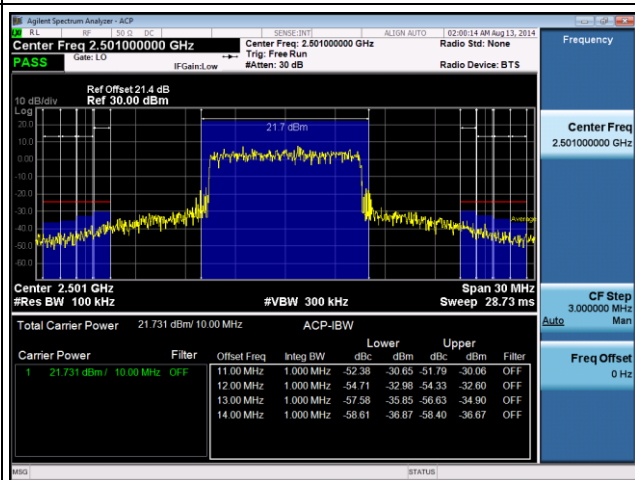 Agilent Spectrum Analyzer - ACP
RL RF 50 Ω DC SENSE:INT ALIGN AUTO 02:00:14 AM Aug 13, 2014
Center Freq 2.501000000 GHz
Center Freq: 2.501000000 GHz
Radio Std: None
Trig: Free Run
PASS Gate: LO IFGain:Low #Atten: 30 dB Radio Device: BTS
Frequency
Ref Offset 21.4 dB
10 dB/div Ref 30.00 dBm
Log
20.0
10.0
0.00
-10.0
-20.0
-30.0
-40.0
-50.0
-60.0
21.7 dBm
Average
Center Freq
2.501000000 GHz
Center 2.501 GHz Span 30 MHz
#Res BW 100 kHz #VBW 300 kHz Sweep 28.73 ms
CF Step
3.000000 MHz
Auto Man
Total Carrier Power 21.731 dBm/ 10.00 MHz ACP-IBW
Lower Upper
Carrier Power Filter Offset Freq Integ BW dBc dBm dBc dBm Filter
1 21.731 dBm / 10.00 MHz OFF 11.00 MHz 1.000 MHz -52.38 -30.65 -51.79 -30.06 OFF
12.00 MHz 1.000 MHz -54.71 -32.98 -54.33 -32.60 OFF
13.00 MHz 1.000 MHz -57.58 -35.85 -56.63 -34.90 OFF
14.00 MHz 1.000 MHz -58.61 -36.87 -58.40 -36.67 OFF
Freq Offset
0 Hz
MSG STATUS